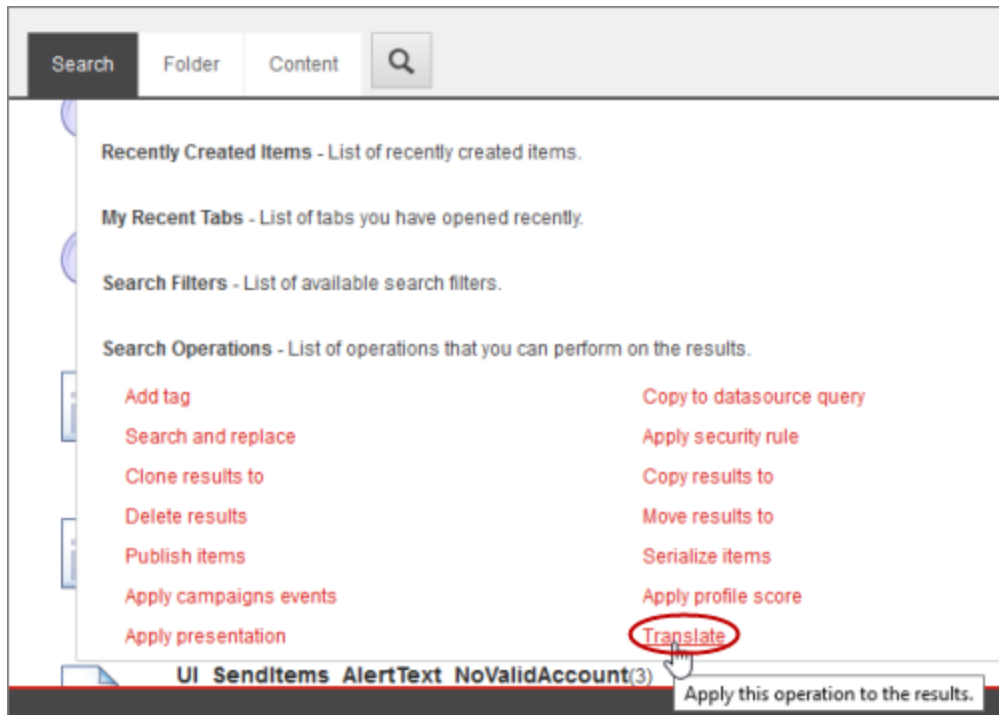 Search Folder Content
Recently Created Items - List of recently created items.
My Recent Tabs - List of tabs you have opened recently.
Search Filters - List of available search filters.
Search Operations - List of operations that you can perform on the results.
Add tag Copy to datasource query
Search and replace Apply security rule
Clone results to Copy results to
Delete results Move results to
Publish items Serialize items
Apply campaigns events Apply profile score
Apply presentation Translate
UI_SendItems_AlertText_NoValidAccount(3)
Apply this operation to the results.